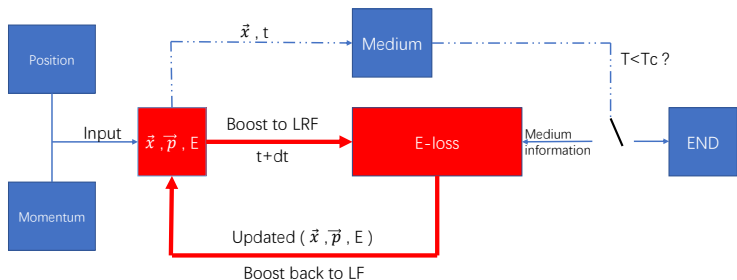 Position
Momentum
Input
x⃗ , p⃗ , E
x⃗ , t
Medium
T<Tc ?
Boost to LRF
t+dt
E-loss
Medium
information
END
Updated ( x⃗ , p⃗ , E )
Boost back to LF